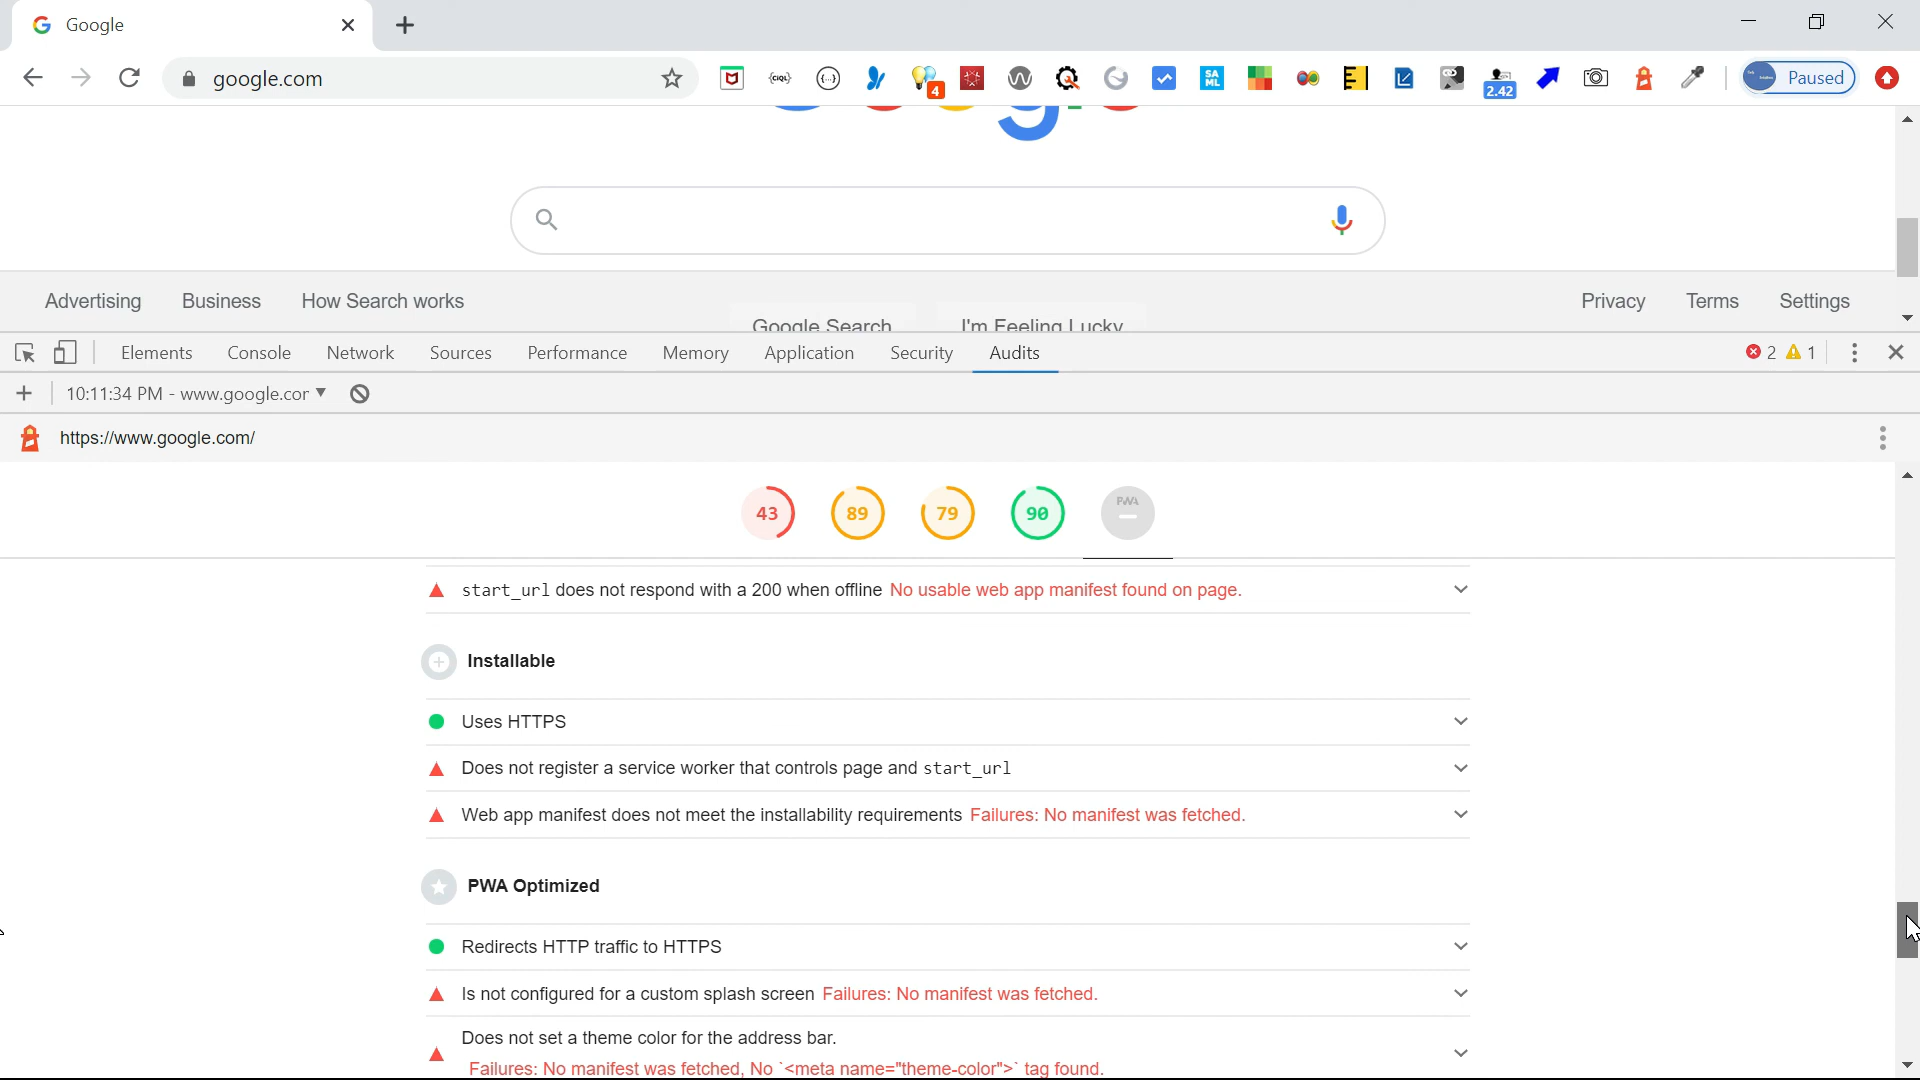 Google
google.com
{CIQL}
{...}
4
SA
ML
2.42
Paused
Advertising Business How Search works
Privacy Terms Settings
Google Search I'm Feeling Lucky
Elements Console Network Sources Performance Memory Application Security Audits
2 1
10:11:34 PM - www.google.cor
https://www.google.com/
43 89 79 90 PWA
start_url does not respond with a 200 when offline No usable web app manifest found on page.
Installable
Uses HTTPS
Does not register a service worker that controls page and start_url
Web app manifest does not meet the installability requirements Failures: No manifest was fetched.
PWA Optimized
Redirects HTTP traffic to HTTPS
Is not configured for a custom splash screen Failures: No manifest was fetched.
Does not set a theme color for the address bar.
Failures: No manifest was fetched, No `<meta name="theme-color">` tag found.